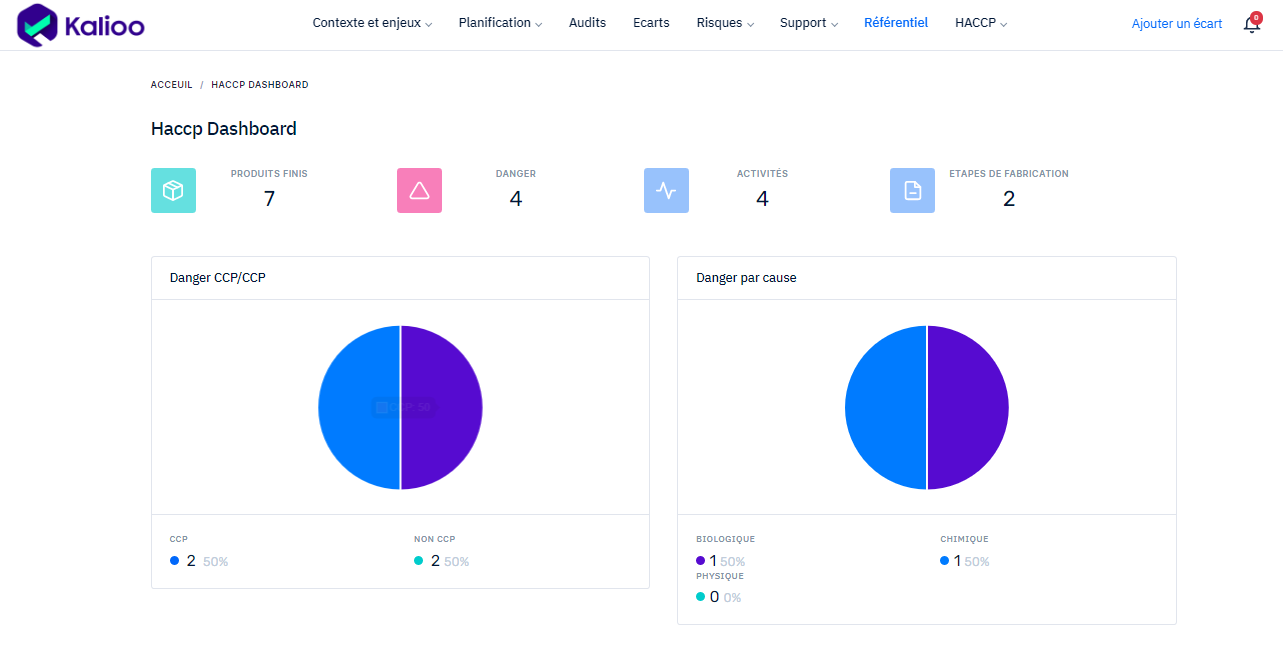 Kalioo
Contexte et enjeux Planification Audits Ecarts Risques Support Référentiel HACCP Ajouter un écart 0
ACCEUIL / HACCP DASHBOARD
Haccp Dashboard
PRODUITS FINIS
7
DANGER
4
ACTIVITÉS
4
ETAPES DE FABRICATION
2
Danger CCP/CCP
CCP 50
CCP
2 50%
NON CCP
2 50%
Danger par cause
BIOLOGIQUE
1 50%
CHIMIQUE
1 50%
PHYSIQUE
0 0%